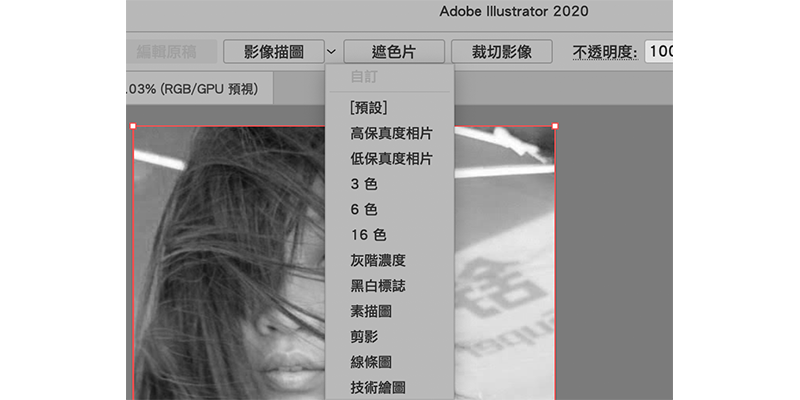 Adobe Illustrator 2020
編輯原稿 影像描圖 遮色片 裁切影像 不透明度: 100
.03% (RGB/GPU 預視)
自訂
[預設]
高保真度相片
低保真度相片
3 色
6 色
16 色
灰階濃度
黑白標誌
素描圖
剪影
線條圖
技術繪圖